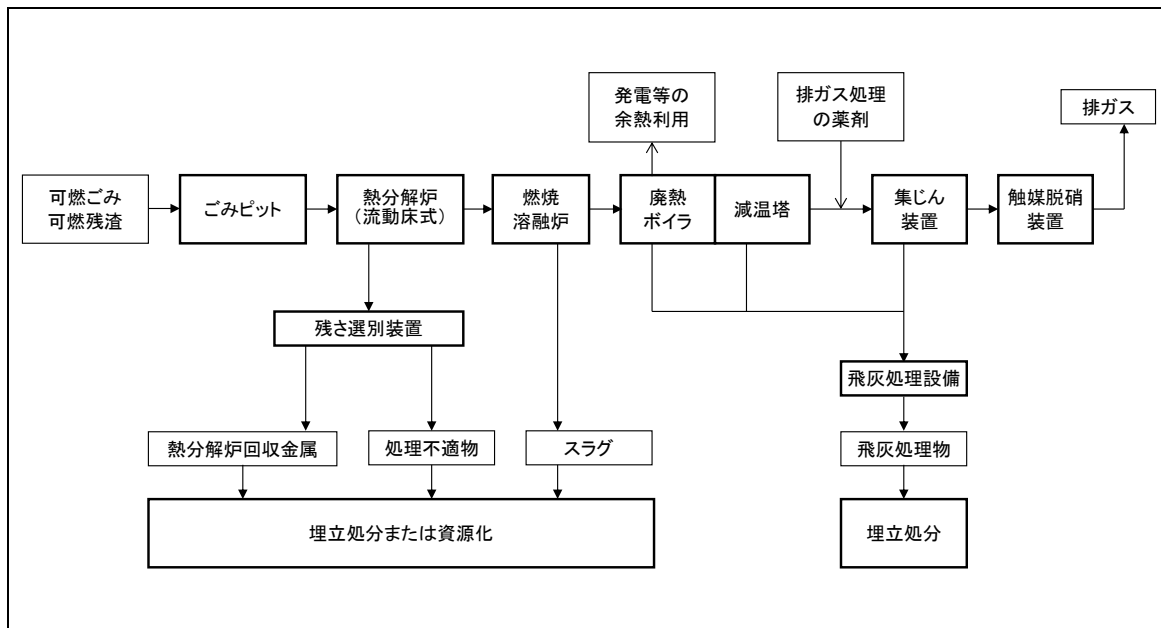 発電等の
余熱利用
排ガス処理
の薬剤
排ガス
可燃ごみ
可燃残渣
ごみピット
熱分解炉
（流動床式）
燃焼
溶融炉
廃熱
ボイラ
減温塔
集じん
装置
触媒脱硝
装置
残さ選別装置
飛灰処理設備
熱分解炉回収金属
処理不適物
スラグ
飛灰処理物
埋立処分または資源化
埋立処分